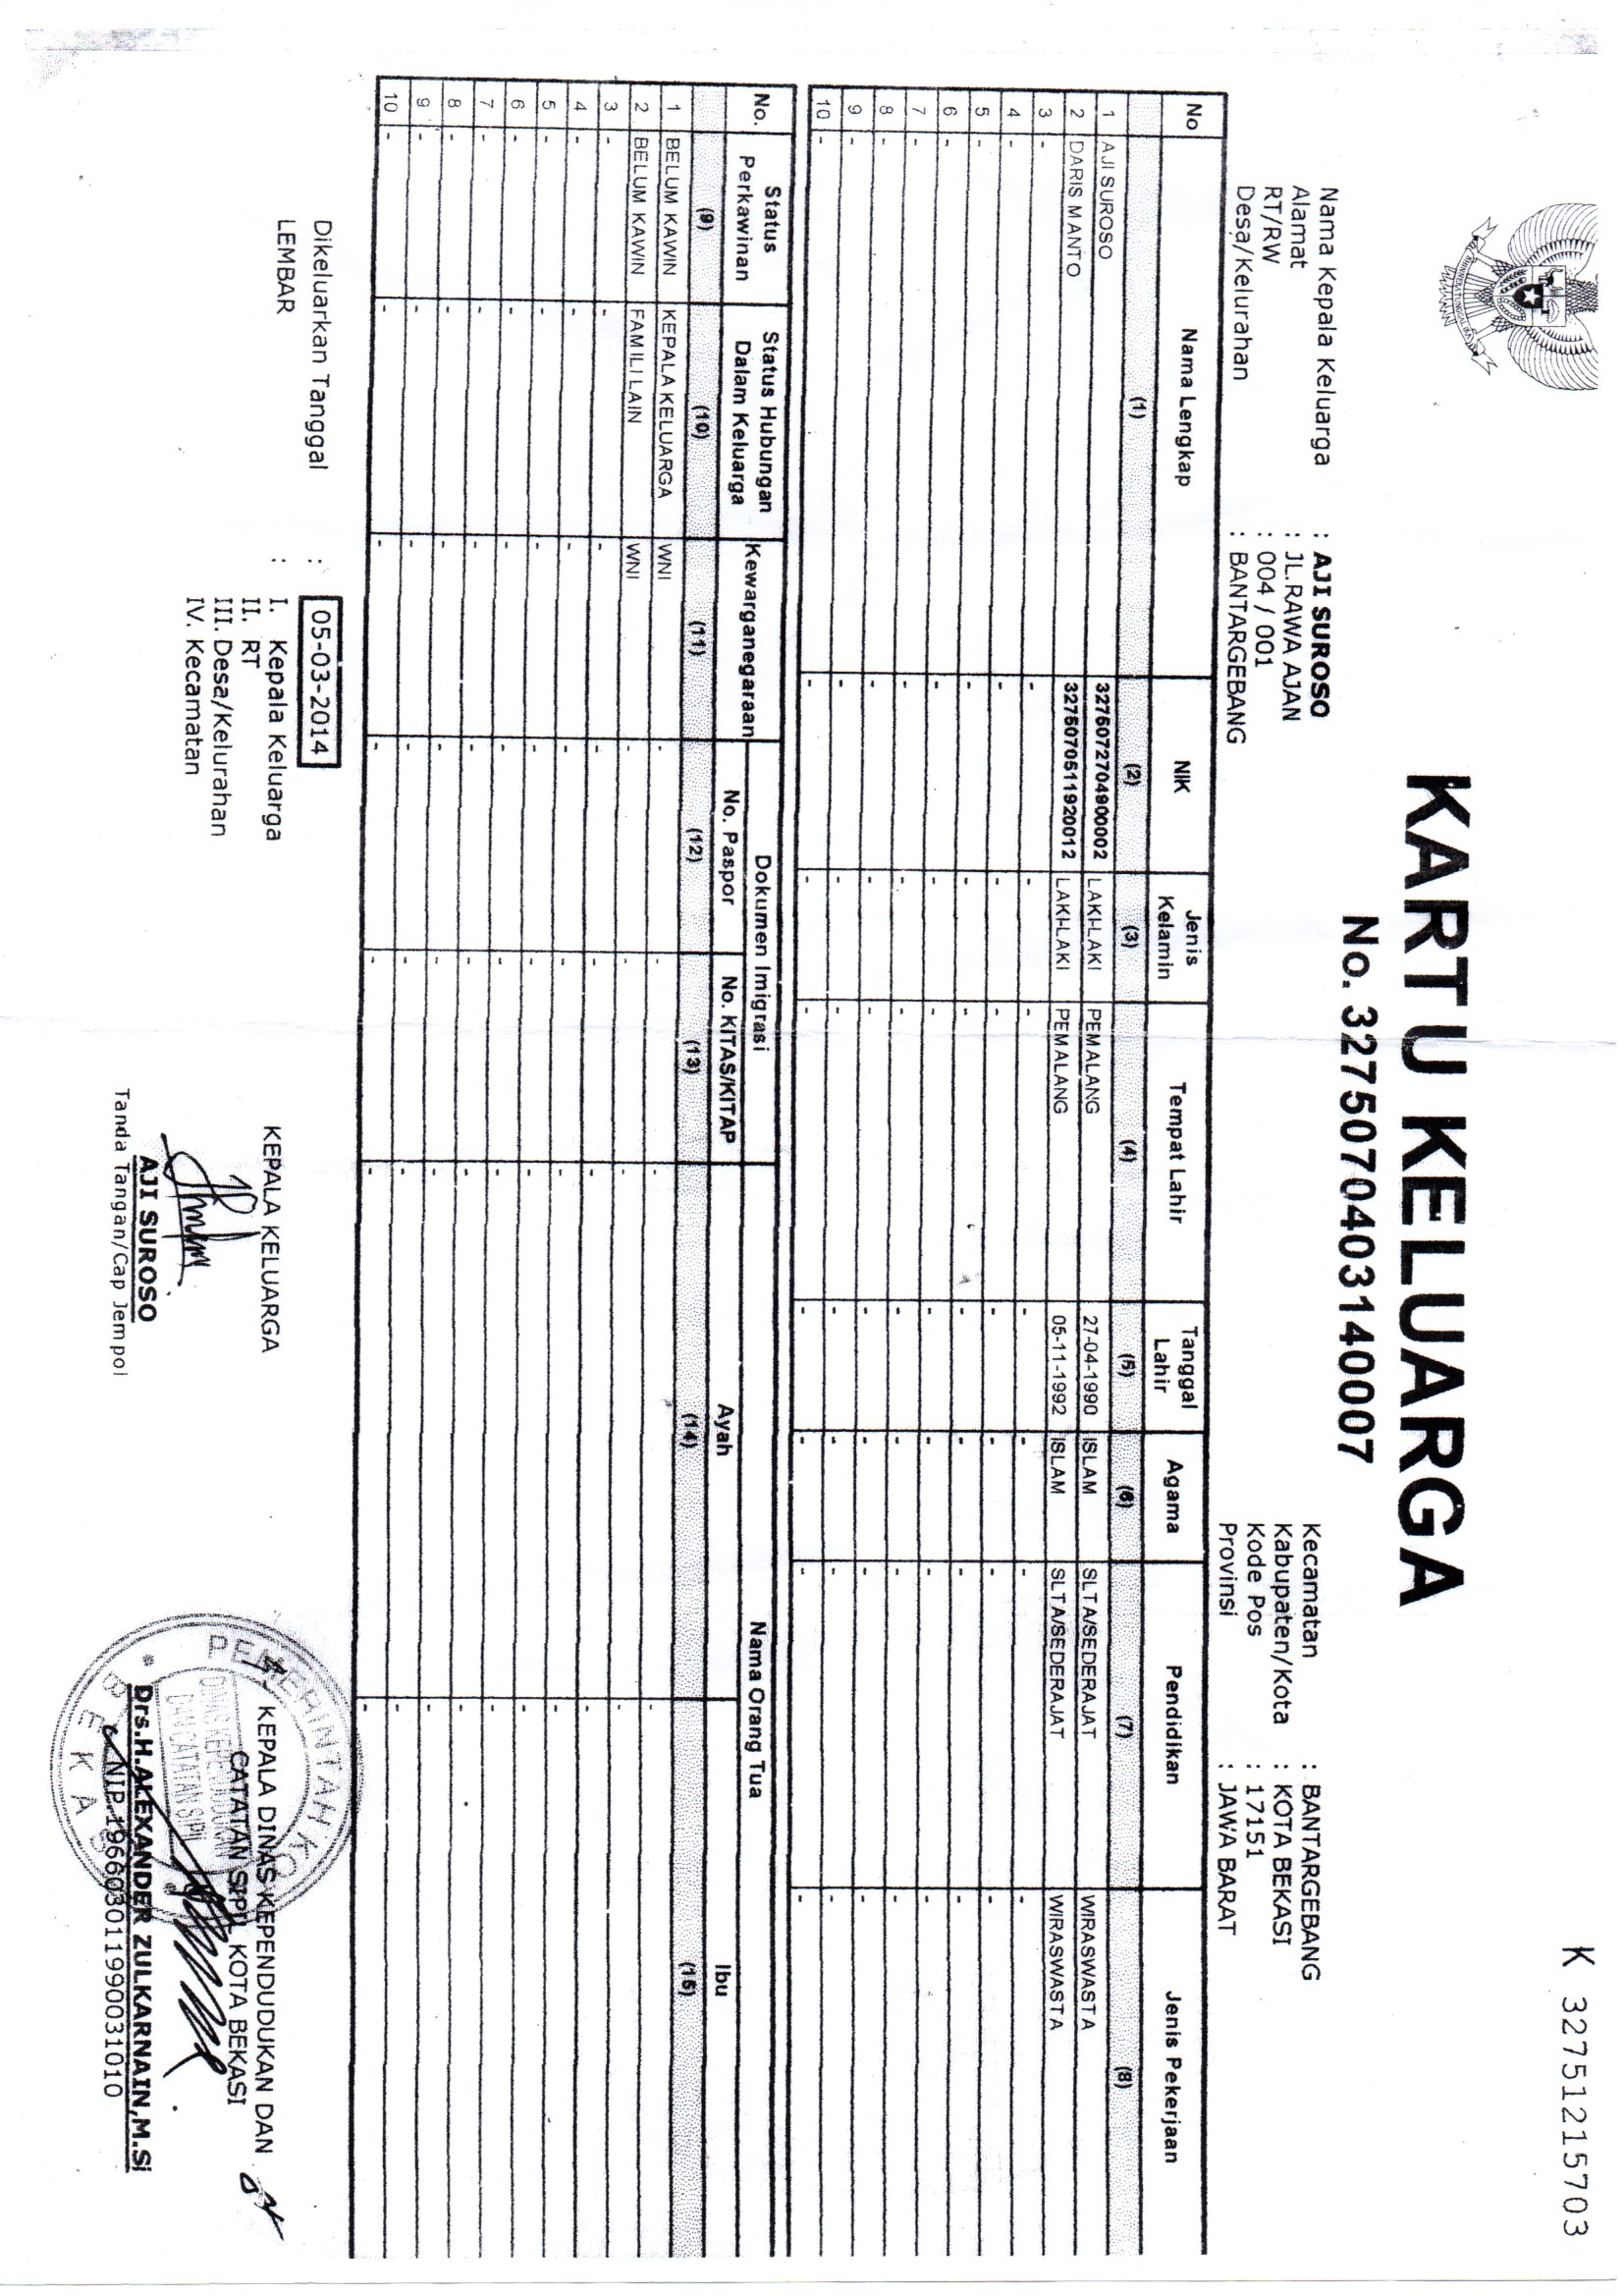 K 32751215703
BHINNEKA TUNGGAL IKA
KARTU KELUARGA
No. 3275070403140007
Nama Kepala Keluarga : AJI SUROSO
Alamat : JL.RAWA AJAN
RT/RW : 004 / 001
Desa/Kelurahan : BANTARGEBANG
Kecamatan : BANTARGEBANG
Kabupaten/Kota : KOTA BEKASI
Kode Pos : 17151
Provinsi : JAWA BARAT
No Nama Lengkap NIK Jenis Kelamin Tempat Lahir Tanggal Lahir Agama Pendidikan Jenis Pekerjaan
(1) (2) (3) (4) (5) (6) (7) (8)
1 AJI SUROSO 3275072704900002 LAKI-LAKI PEMALANG 27-04-1990 ISLAM SLTA/SEDERAJAT WIRASWASTA
2 DARIS MANTO 3275070511920012 LAKI-LAKI PEMALANG 05-11-1992 ISLAM SLTA/SEDERAJAT WIRASWASTA
3 - - - - - - - -
4 - - - - - - - -
5 - - - - - - - -
6 - - - - - - - -
7 - - - - - - - -
8 - - - - - - - -
9 - - - - - - - -
10 - - - - - - - -
No. Status Perkawinan Status Hubungan Dalam Keluarga Kewarganegaraan Dokumen Imigrasi Nama Orang Tua
No. Paspor No. KITAS/KITAP Ayah Ibu
(9) (10) (11) (12) (13) (14) (15)
1 BELUM KAWIN KEPALA KELUARGA WNI - - - -
2 BELUM KAWIN FAMILI LAIN WNI - - - -
3 - - - - - - -
4 - - - - - - -
5 - - - - - - -
6 - - - - - - -
7 - - - - - - -
8 - - - - - - -
9 - - - - - - -
10 - - - - - - -
Dikeluarkan Tanggal : 05-03-2014
LEMBAR : I. Kepala Keluarga
II. RT
III. Desa/Kelurahan
IV. Kecamatan
KEPALA KELUARGA
AJI SUROSO
Tanda Tangan/Cap Jempol
KEPALA DINAS KEPENDUDUKAN DAN
CATATAN SIPIL KOTA BEKASI
Drs.H.ALEXANDER ZULKARNAIN,M.Si
NIP.196603011990031010
PEMERINTAH KO
DINAS KEPENDUDUKAN
DAN CATATAN SIPIL
BEKASI